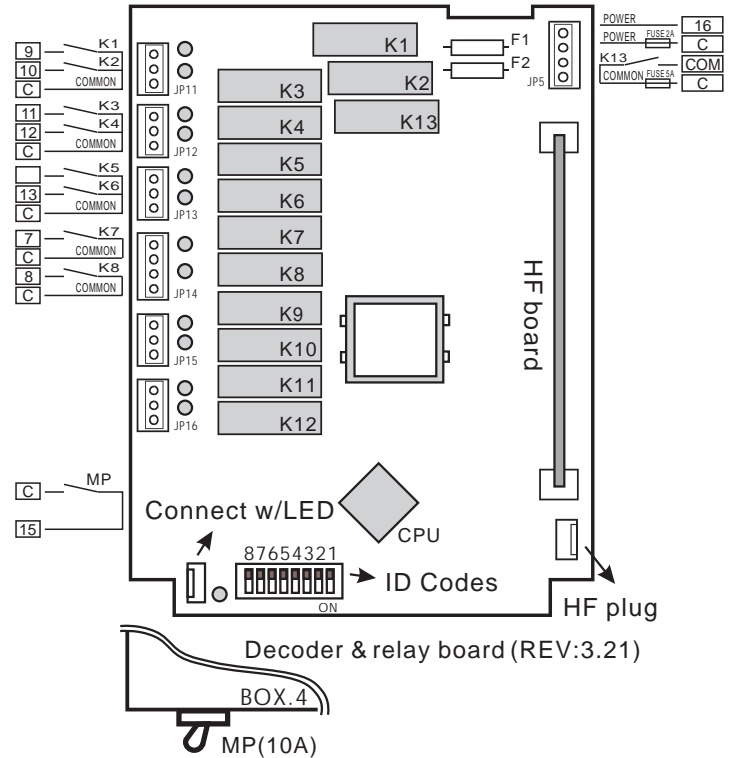 9 K1
10 K2
C COMMON
JP11
11 K3
12 K4
C COMMON
JP12
K5
13 K6
C COMMON
JP13
7 K7
C COMMON
8 K8
C COMMON
JP14
JP15
JP16
C MP
15
K1
K2
K13
K3
K4
K5
K6
K7
K8
K9
K10
K11
K12
F1
F2
JP5
POWER 16
POWER FUSE 2A C
K13 COM
COMMON FUSE 5A C
HF board
Connect w/LED
CPU
87654321
ON
ID Codes
HF plug
Decoder & relay board (REV:3.21)
BOX.4
MP(10A)